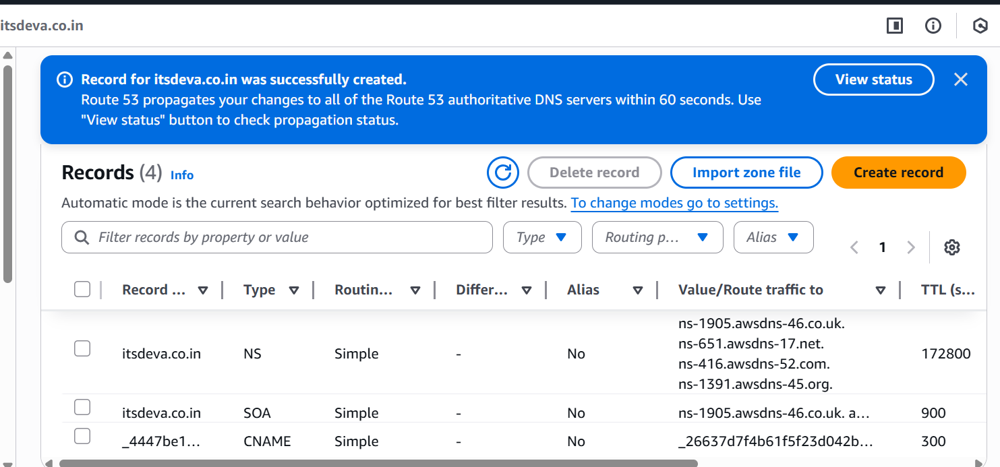 itsdeva.co.in
Record for itsdeva.co.in was successfully created.
Route 53 propagates your changes to all of the Route 53 authoritative DNS servers within 60 seconds. Use
"View status" button to check propagation status.
View status
Records (4) Info
Delete record
Import zone file
Create record
Automatic mode is the current search behavior optimized for best filter results. To change modes go to settings.
Filter records by property or value
Type
Routing p...
Alias
1
Record ... Type Routin... Differ... Alias Value/Route traffic to TTL (s...
ns-1905.awsdns-46.co.uk.
ns-651.awsdns-17.net.
itsdeva.co.in NS Simple - No 172800
ns-416.awsdns-52.com.
ns-1391.awsdns-45.org.
itsdeva.co.in SOA Simple - No ns-1905.awsdns-46.co.uk. a... 900
_4447be1... CNAME Simple - No _26637d7f4b61f5f23d042b... 300